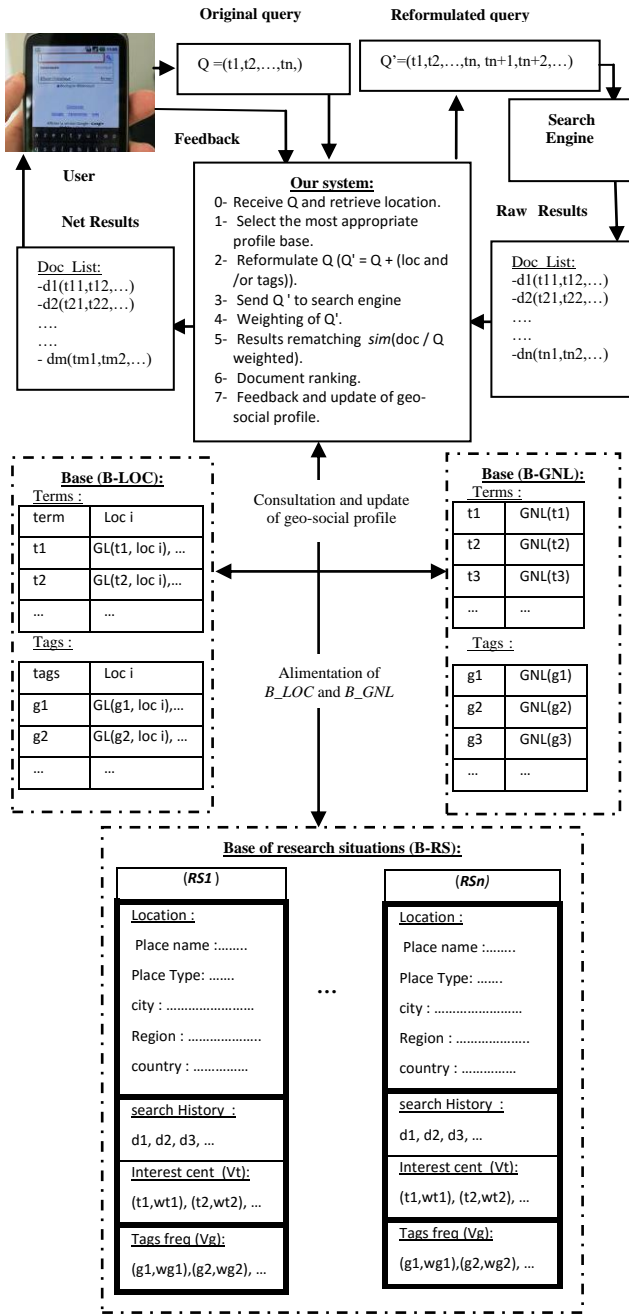 Original query
Reformulated query
Q =(t1,t2,…,tn,)
Q’=(t1,t2,…,tn, tn+1,tn+2,…)
Search
Engine
Feedback
User
Net Results
Raw Results
Our system:
0- Receive Q and retrieve location.
1- Select the most appropriate
profile base.
2- Reformulate Q (Q' = Q + (loc and
/or tags)).
3- Send Q ' to search engine
4- Weighting of Q'.
5- Results rematching sim(doc / Q
weighted).
6- Document ranking.
7- Feedback and update of geo-
social profile.
Doc List:
-d1(t11,t12,…)
-d2(t21,t22,…)
….
….
- dm(tm1,tm2,…)
Doc List:
-d1(t11,t12,…)
-d2(t21,t22,…)
….
….
-dn(tn1,tn2,…)
Base (B-LOC):
Terms :
term Loc i
t1 GL(t1, loc i), …
t2 GL(t2, loc i),…
… …
Tags :
tags Loc i
g1 GL(g1, loc i),…
g2 GL(g2, loc i), …
… …
Consultation and update
of geo-social profile
Alimentation of
B_LOC and B_GNL
Base (B-GNL):
Terms :
t1 GNL(t1)
t2 GNL(t2)
t3 GNL(t3)
… …
Tags :
g1 GNL(g1)
g2 GNL(g2)
g3 GNL(g3)
… …
Base of research situations (B-RS):
(RS1 )
Location :
Place name :……..
Place Type: …….
city : ……………………
Region : ………………..
country : ……………
search History :
d1, d2, d3, …
Interest cent (Vt):
(t1,wt1), (t2,wt2), …
Tags freq (Vg):
(g1,wg1),(g2,wg2), …
…
(RSn)
Location :
Place name :……..
Place Type: …….
city : ……………………
Region : ………………..
country : ……………
search History :
d1, d2, d3, …
Interest cent (Vt):
(t1,wt1), (t2,wt2), …
Tags freq (Vg):
(g1,wg1),(g2,wg2), …